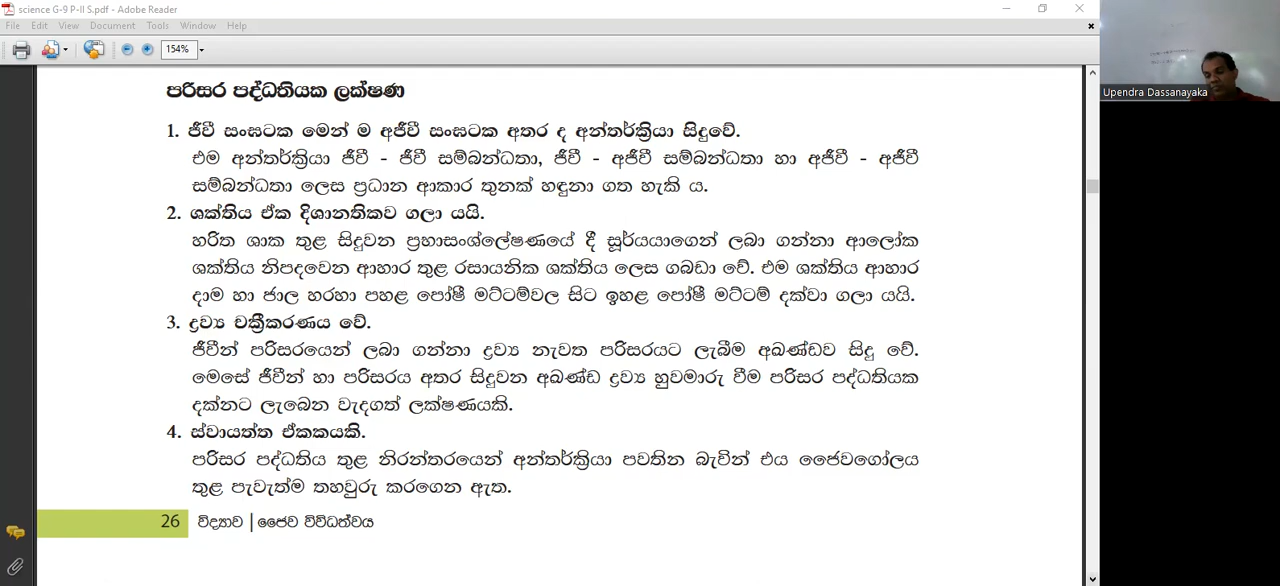 science G-9 P-II S.pdf - Adobe Reader
File Edit View Document Tools Window Help
154%
Upendra Dassanayaka
පරිසර පද්ධතියක ලක්ෂණ
1. ජීවී සංඝටක මෙන් ම අජීවී සංඝටක අතර ද අන්තර්ක්‍රියා සිදුවේ.
එම අන්තර්ක්‍රියා ජීවී - ජීවී සම්බන්ධතා, ජීවී - අජීවී සම්බන්ධතා හා අජීවී - අජීවී
සම්බන්ධතා ලෙස ප්‍රධාන ආකාර තුනක් හඳුනා ගත හැකි ය.
2. ශක්තිය ඒක දිශානතිකව ගලා යයි.
හරිත ශාක තුළ සිදුවන ප්‍රභාසංශ්ලේෂණයේ දී සූර්යයාගෙන් ලබා ගන්නා ආලෝක
ශක්තිය නිපදවෙන ආහාර තුළ රසායනික ශක්තිය ලෙස ගබඩා වේ. එම ශක්තිය ආහාර
දාම හා ජාල හරහා පහළ පෝෂී මට්ටම්වල සිට ඉහළ පෝෂී මට්ටම් දක්වා ගලා යයි.
3. ද්‍රව්‍ය චක්‍රීකරණය වේ.
ජීවීන් පරිසරයෙන් ලබා ගන්නා ද්‍රව්‍ය නැවත පරිසරයට ලැබීම අඛණ්ඩව සිදු වේ.
මෙසේ ජීවීන් හා පරිසරය අතර සිදුවන අඛණ්ඩ ද්‍රව්‍ය හුවමාරු වීම පරිසර පද්ධතියක
දක්නට ලැබෙන වැදගත් ලක්ෂණයකි.
4. ස්වායත්ත ඒකකයකි.
පරිසර පද්ධතිය තුළ නිරන්තරයෙන් අන්තර්ක්‍රියා පවතින බැවින් එය ජෛවගෝලය
තුළ පැවැත්ම තහවුරු කරගෙන ඇත.
26 විද්‍යාව | ජෛව විවිධත්වය